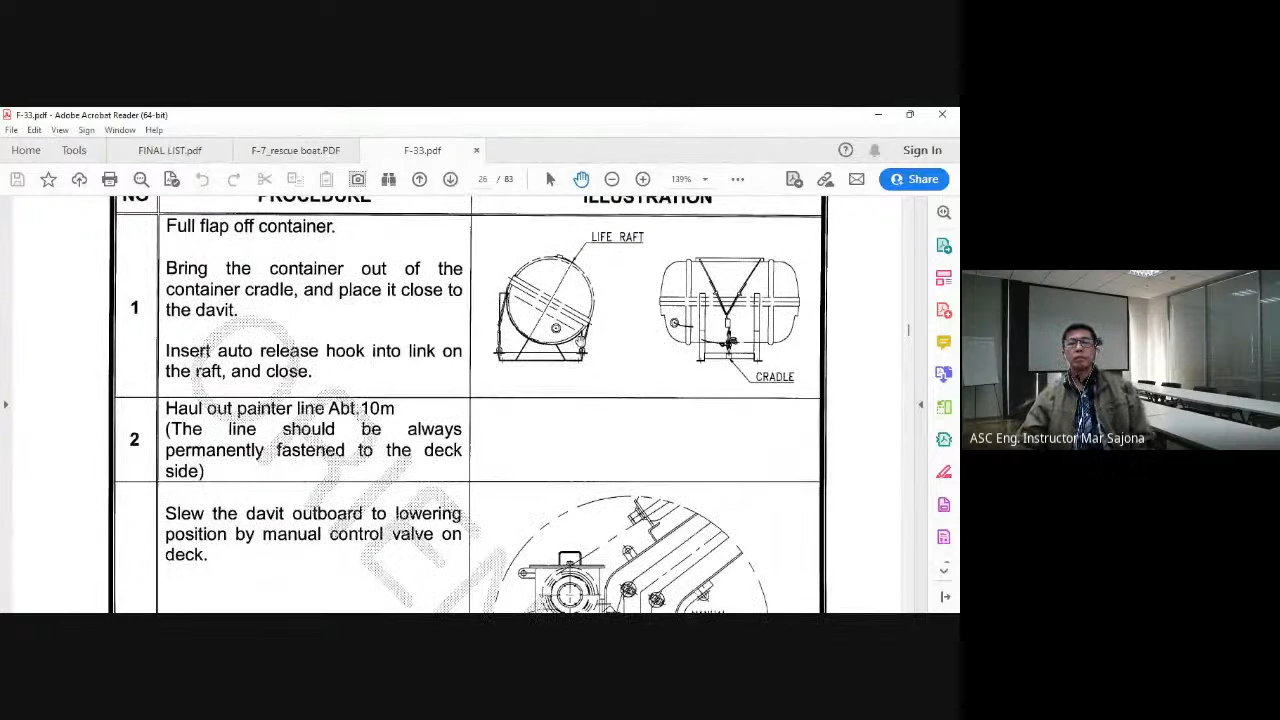 F-33.pdf - Adobe Acrobat Reader (64-bit)
File Edit View Sign Window Help
Home Tools FINAL LIST.pdf F-7_rescue boat.PDF F-33.pdf × Sign In
26 / 83 139% Share
NO PROCEDURE ILLUSTRATION
1
Full flap off container.
Bring the container out of the
container cradle, and place it close to
the davit.
Insert auto release hook into link on
the raft, and close.
LIFE RAFT
CRADLE
2
Haul out painter line Abt.10m
(The line should be always
permanently fastened to the deck
side)
Slew the davit outboard to lowering
position by manual control valve on
deck.
ASC Eng. Instructor Mar Sajona